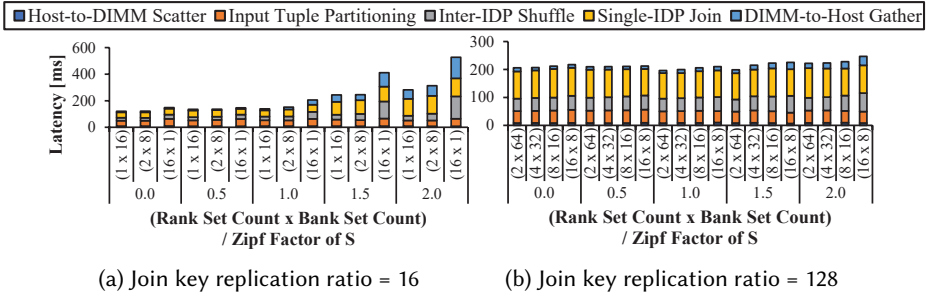 Host-to-DIMM Scatter Input Tuple Partitioning Inter-IDP Shuffle Single-IDP Join DIMM-to-Host Gather
Latency [ms]
600
400
200
0
(1 x 16) (2 x 8) (16 x 1) (1 x 16) (2 x 8) (16 x 1) (1 x 16) (2 x 8) (16 x 1) (1 x 16) (2 x 8) (16 x 1) (1 x 16) (2 x 8) (16 x 1)
0.0 0.5 1.0 1.5 2.0
(Rank Set Count x Bank Set Count)
/ Zipf Factor of S
(a) Join key replication ratio = 16
300
200
100
0
(2 x 64) (4 x 32) (8 x 16) (16 x 8) (2 x 64) (4 x 32) (8 x 16) (16 x 8) (2 x 64) (4 x 32) (8 x 16) (16 x 8) (2 x 64) (4 x 32) (8 x 16) (16 x 8) (2 x 64) (4 x 32) (8 x 16) (16 x 8)
0.0 0.5 1.0 1.5 2.0
(Rank Set Count x Bank Set Count)
/ Zipf Factor of S
(b) Join key replication ratio = 128